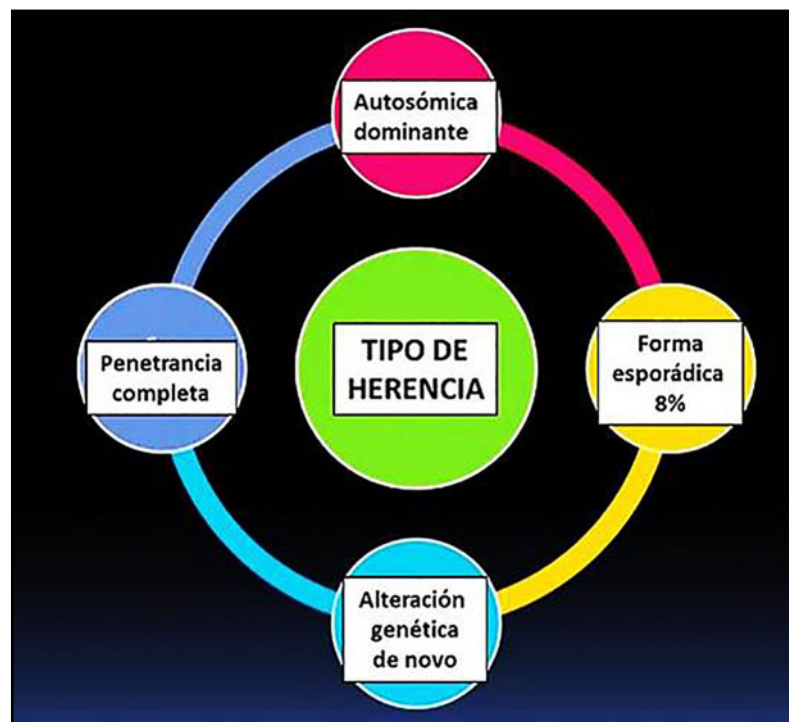 Autosómica
dominante
Penetrancia
completa
TIPO DE
HERENCIA
Forma
esporádica
8%
Alteración
genética
de novo